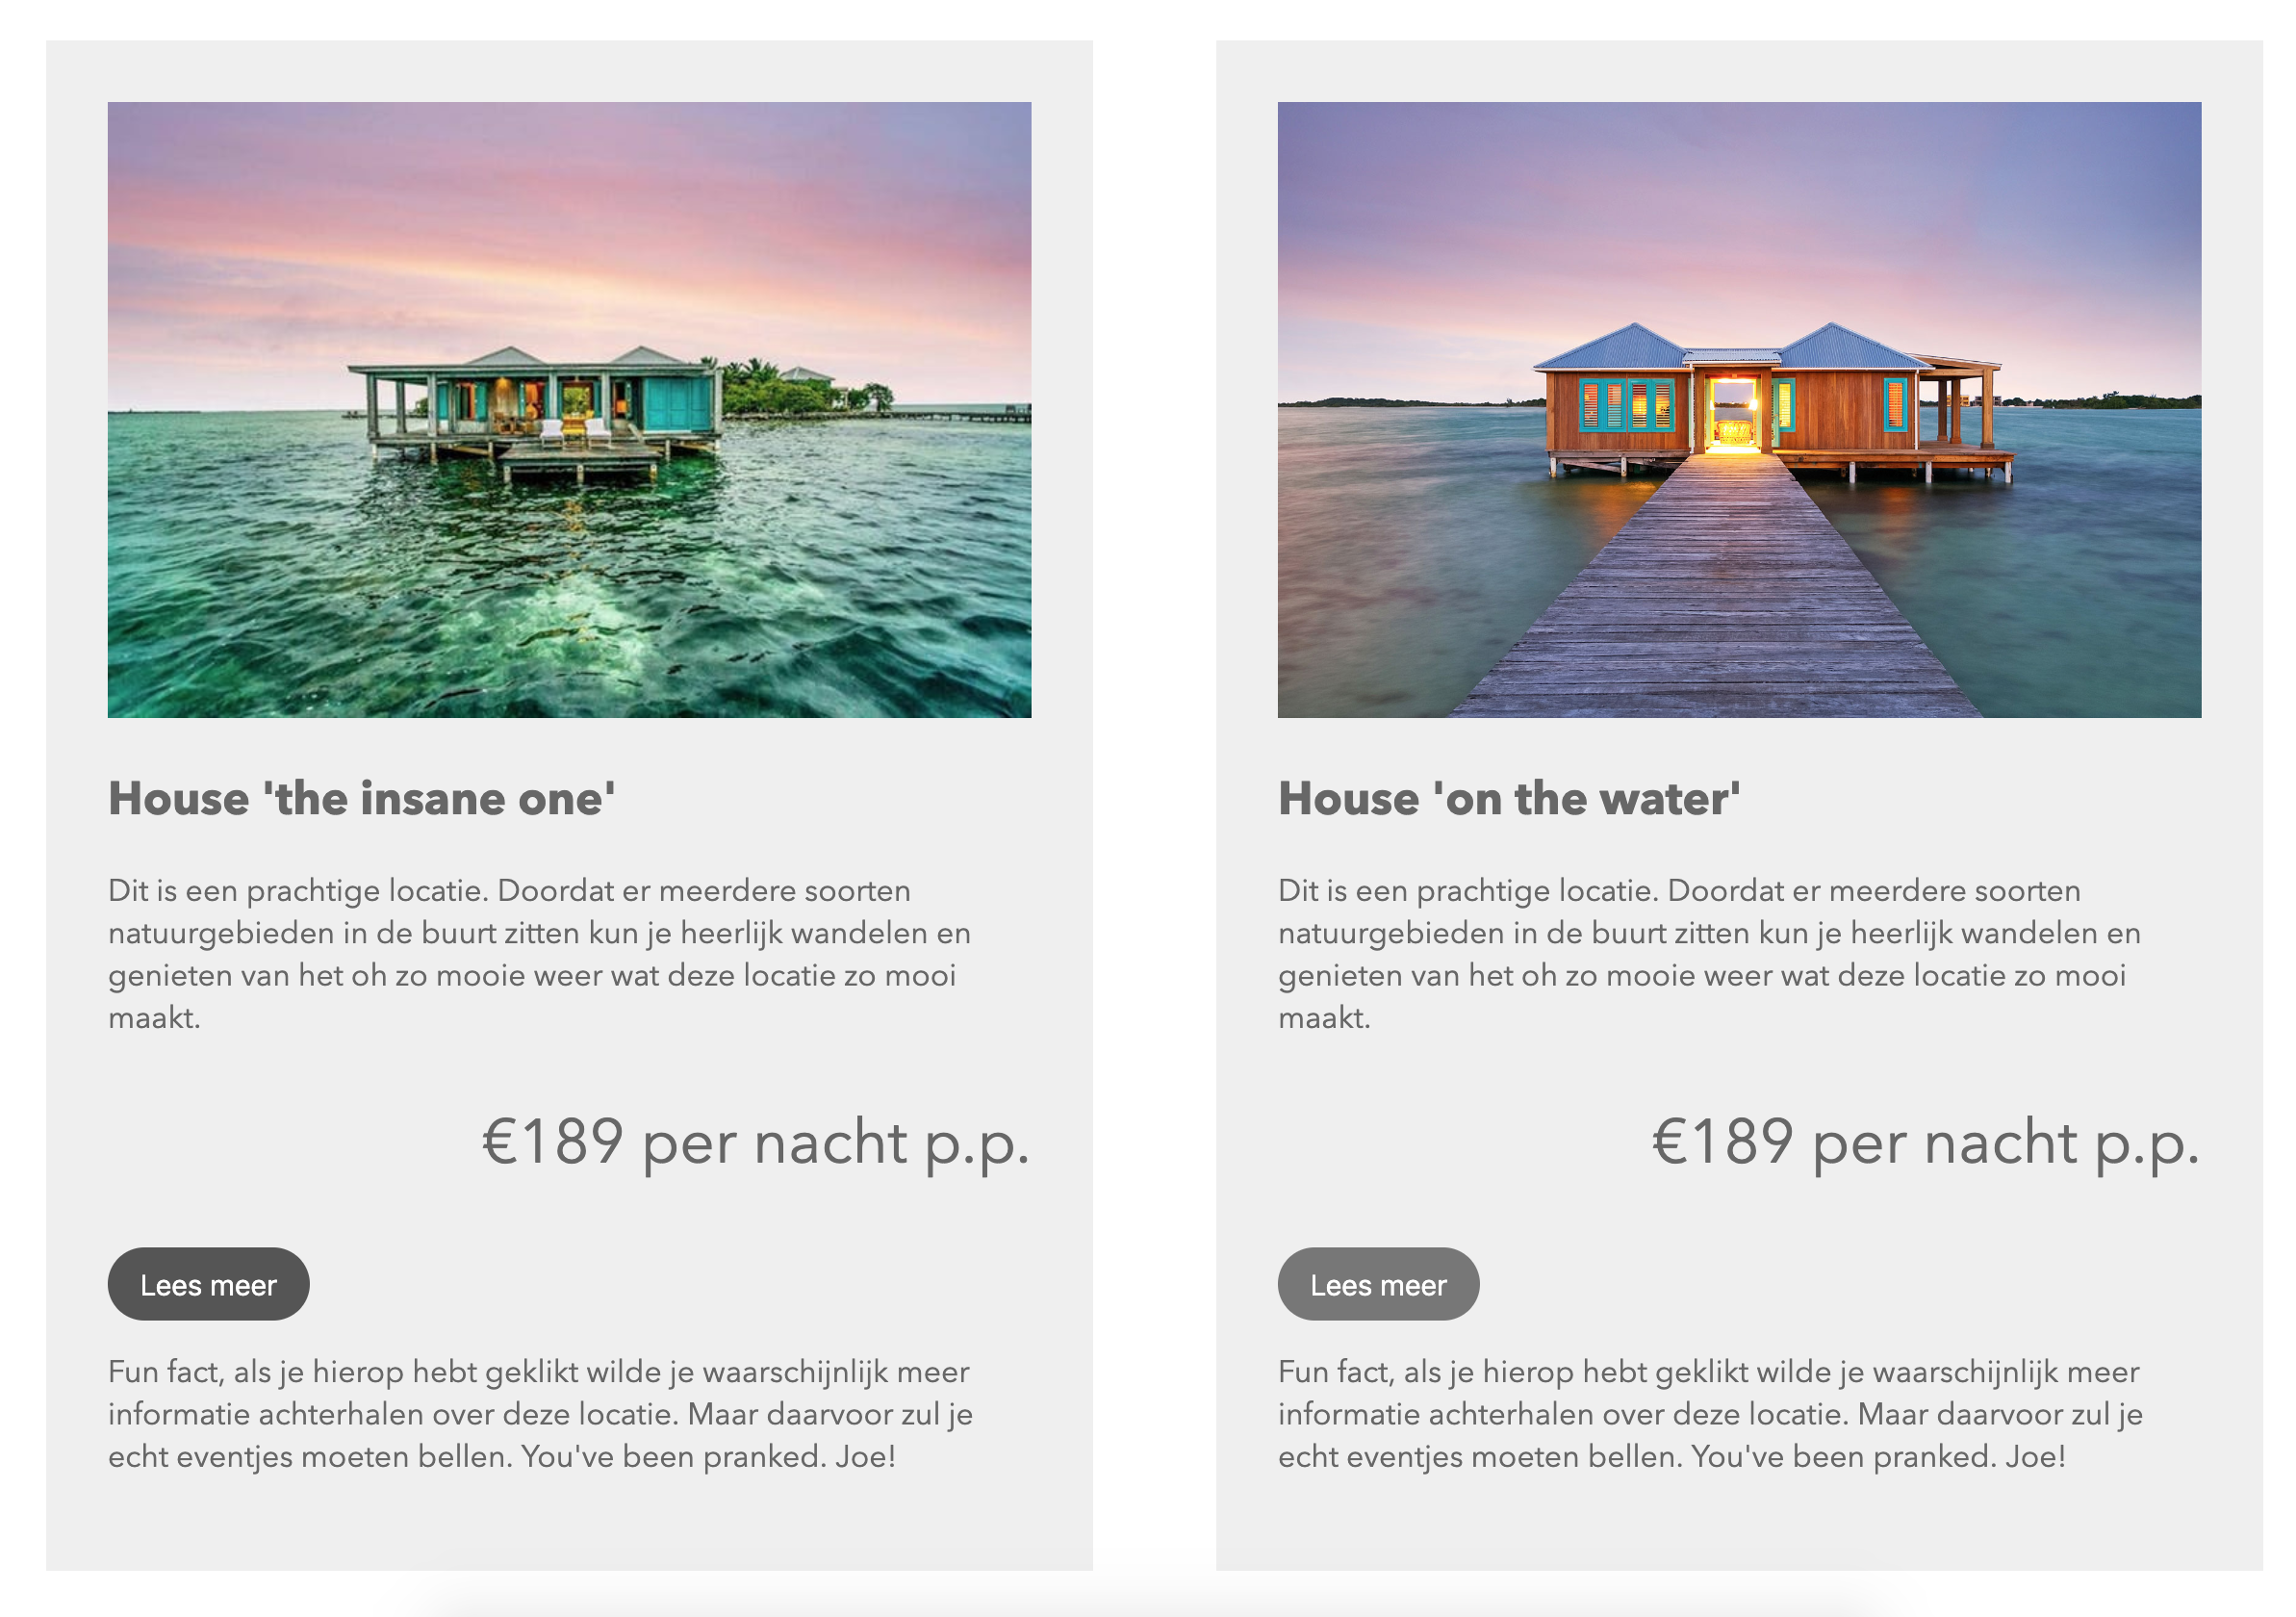 House 'the insane one'
Dit is een prachtige locatie. Doordat er meerdere soorten
natuurgebieden in de buurt zitten kun je heerlijk wandelen en
genieten van het oh zo mooie weer wat deze locatie zo mooi
maakt.
€189 per nacht p.p.
Lees meer
Fun fact, als je hierop hebt geklikt wilde je waarschijnlijk meer
informatie achterhalen over deze locatie. Maar daarvoor zul je
echt eventjes moeten bellen. You've been pranked. Joe!
House 'on the water'
Dit is een prachtige locatie. Doordat er meerdere soorten
natuurgebieden in de buurt zitten kun je heerlijk wandelen en
genieten van het oh zo mooie weer wat deze locatie zo mooi
maakt.
€189 per nacht p.p.
Lees meer
Fun fact, als je hierop hebt geklikt wilde je waarschijnlijk meer
informatie achterhalen over deze locatie. Maar daarvoor zul je
echt eventjes moeten bellen. You've been pranked. Joe!